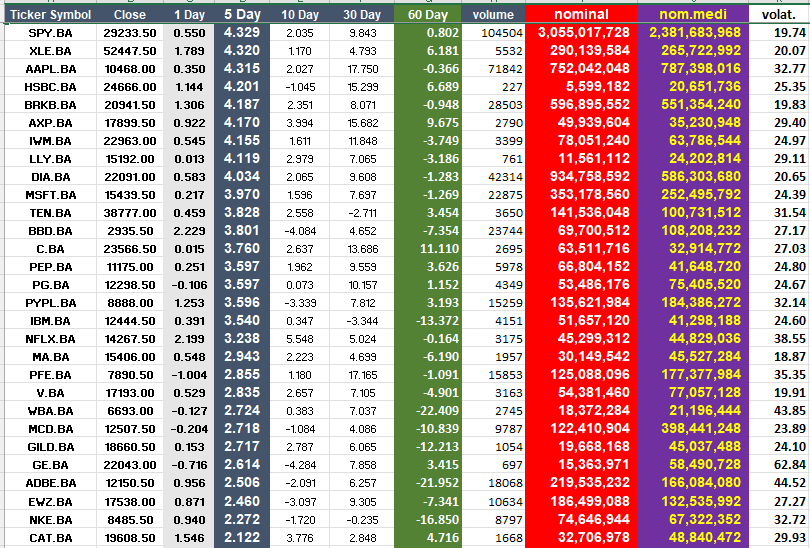 Ticker Symbol Close 1 Day 5 Day 10 Day 30 Day 60 Day volume nominal nom.medi volat.
SPY.BA 29233.50 0.550 4.329 2.035 9.843 0.802 104504 3,055,017,728 2,381,683,968 19.74
XLE.BA 52447.50 1.789 4.320 1.170 4.793 6.181 5532 290,139,584 265,722,992 20.07
AAPL.BA 10468.00 0.350 4.315 2.027 17.750 -0.366 71842 752,042,048 787,398,016 32.77
HSBC.BA 24666.00 1.144 4.201 -1.045 15.299 6.689 227 5,599,182 20,651,736 25.35
BRKB.BA 20941.50 1.306 4.187 2.351 8.071 -0.948 28503 596,895,552 551,354,240 19.83
AXP.BA 17899.50 0.922 4.170 3.994 15.682 9.675 2790 49,939,604 35,230,948 29.40
IWM.BA 22963.00 0.545 4.155 1.611 11.848 -3.749 3399 78,051,240 63,786,544 24.97
LLY.BA 15192.00 0.013 4.119 2.979 7.065 -3.186 761 11,561,112 24,202,814 29.11
DIA.BA 22091.00 0.583 4.034 2.065 9.608 -1.283 42314 934,758,592 586,303,680 20.65
MSFT.BA 15439.50 0.217 3.970 1.596 7.697 -1.269 22875 353,178,560 252,495,792 24.39
TEN.BA 38777.00 0.459 3.828 2.558 -2.711 3.454 3650 141,536,048 100,731,512 31.54
BBD.BA 2935.50 2.229 3.801 -4.084 4.652 -7.354 23744 69,700,512 108,208,232 27.17
C.BA 23566.50 0.015 3.760 2.637 13.686 11.110 2695 63,511,716 32,914,772 27.03
PEP.BA 11175.00 0.251 3.597 1.962 9.559 3.626 5978 66,804,152 41,648,720 24.80
PG.BA 12298.50 -0.106 3.597 0.073 10.157 1.152 4349 53,486,176 75,405,520 24.67
PYPL.BA 8888.00 1.253 3.596 -3.339 7.812 3.193 15259 135,621,984 184,386,272 32.14
IBM.BA 12444.50 0.391 3.540 0.347 -3.344 -13.372 4151 51,657,120 41,298,188 24.60
NFLX.BA 14267.50 2.199 3.238 5.548 5.024 -0.164 3175 45,299,312 44,829,036 38.55
MA.BA 15406.00 0.548 2.943 2.223 4.699 -6.190 1957 30,149,542 45,527,284 18.87
PFE.BA 7890.50 -1.004 2.855 1.180 17.165 -1.091 15853 125,088,096 177,377,984 35.35
V.BA 17193.00 0.529 2.835 2.657 7.105 -4.901 3163 54,381,460 77,057,128 19.91
WBA.BA 6693.00 -0.127 2.724 0.383 7.037 -22.409 2745 18,372,284 21,196,444 43.85
MCD.BA 12507.50 -0.204 2.718 -1.084 4.086 -10.839 9787 122,410,904 398,441,248 23.89
GILD.BA 18660.50 0.153 2.717 2.787 6.065 -12.213 1054 19,668,168 45,037,488 24.10
GE.BA 22043.00 -0.716 2.614 -4.284 7.858 3.415 697 15,363,971 58,490,728 62.84
ADBE.BA 12150.50 0.956 2.506 -2.091 6.257 -21.952 18068 219,535,232 166,084,080 44.52
EWZ.BA 17538.00 0.871 2.460 -3.097 9.305 -7.341 10634 186,499,088 132,535,992 27.27
NKE.BA 8485.50 0.940 2.272 -1.720 -0.235 -16.850 8797 74,646,944 67,322,352 32.72
CAT.BA 19608.50 1.546 2.122 3.776 2.848 4.716 1668 32,706,978 48,840,472 29.93